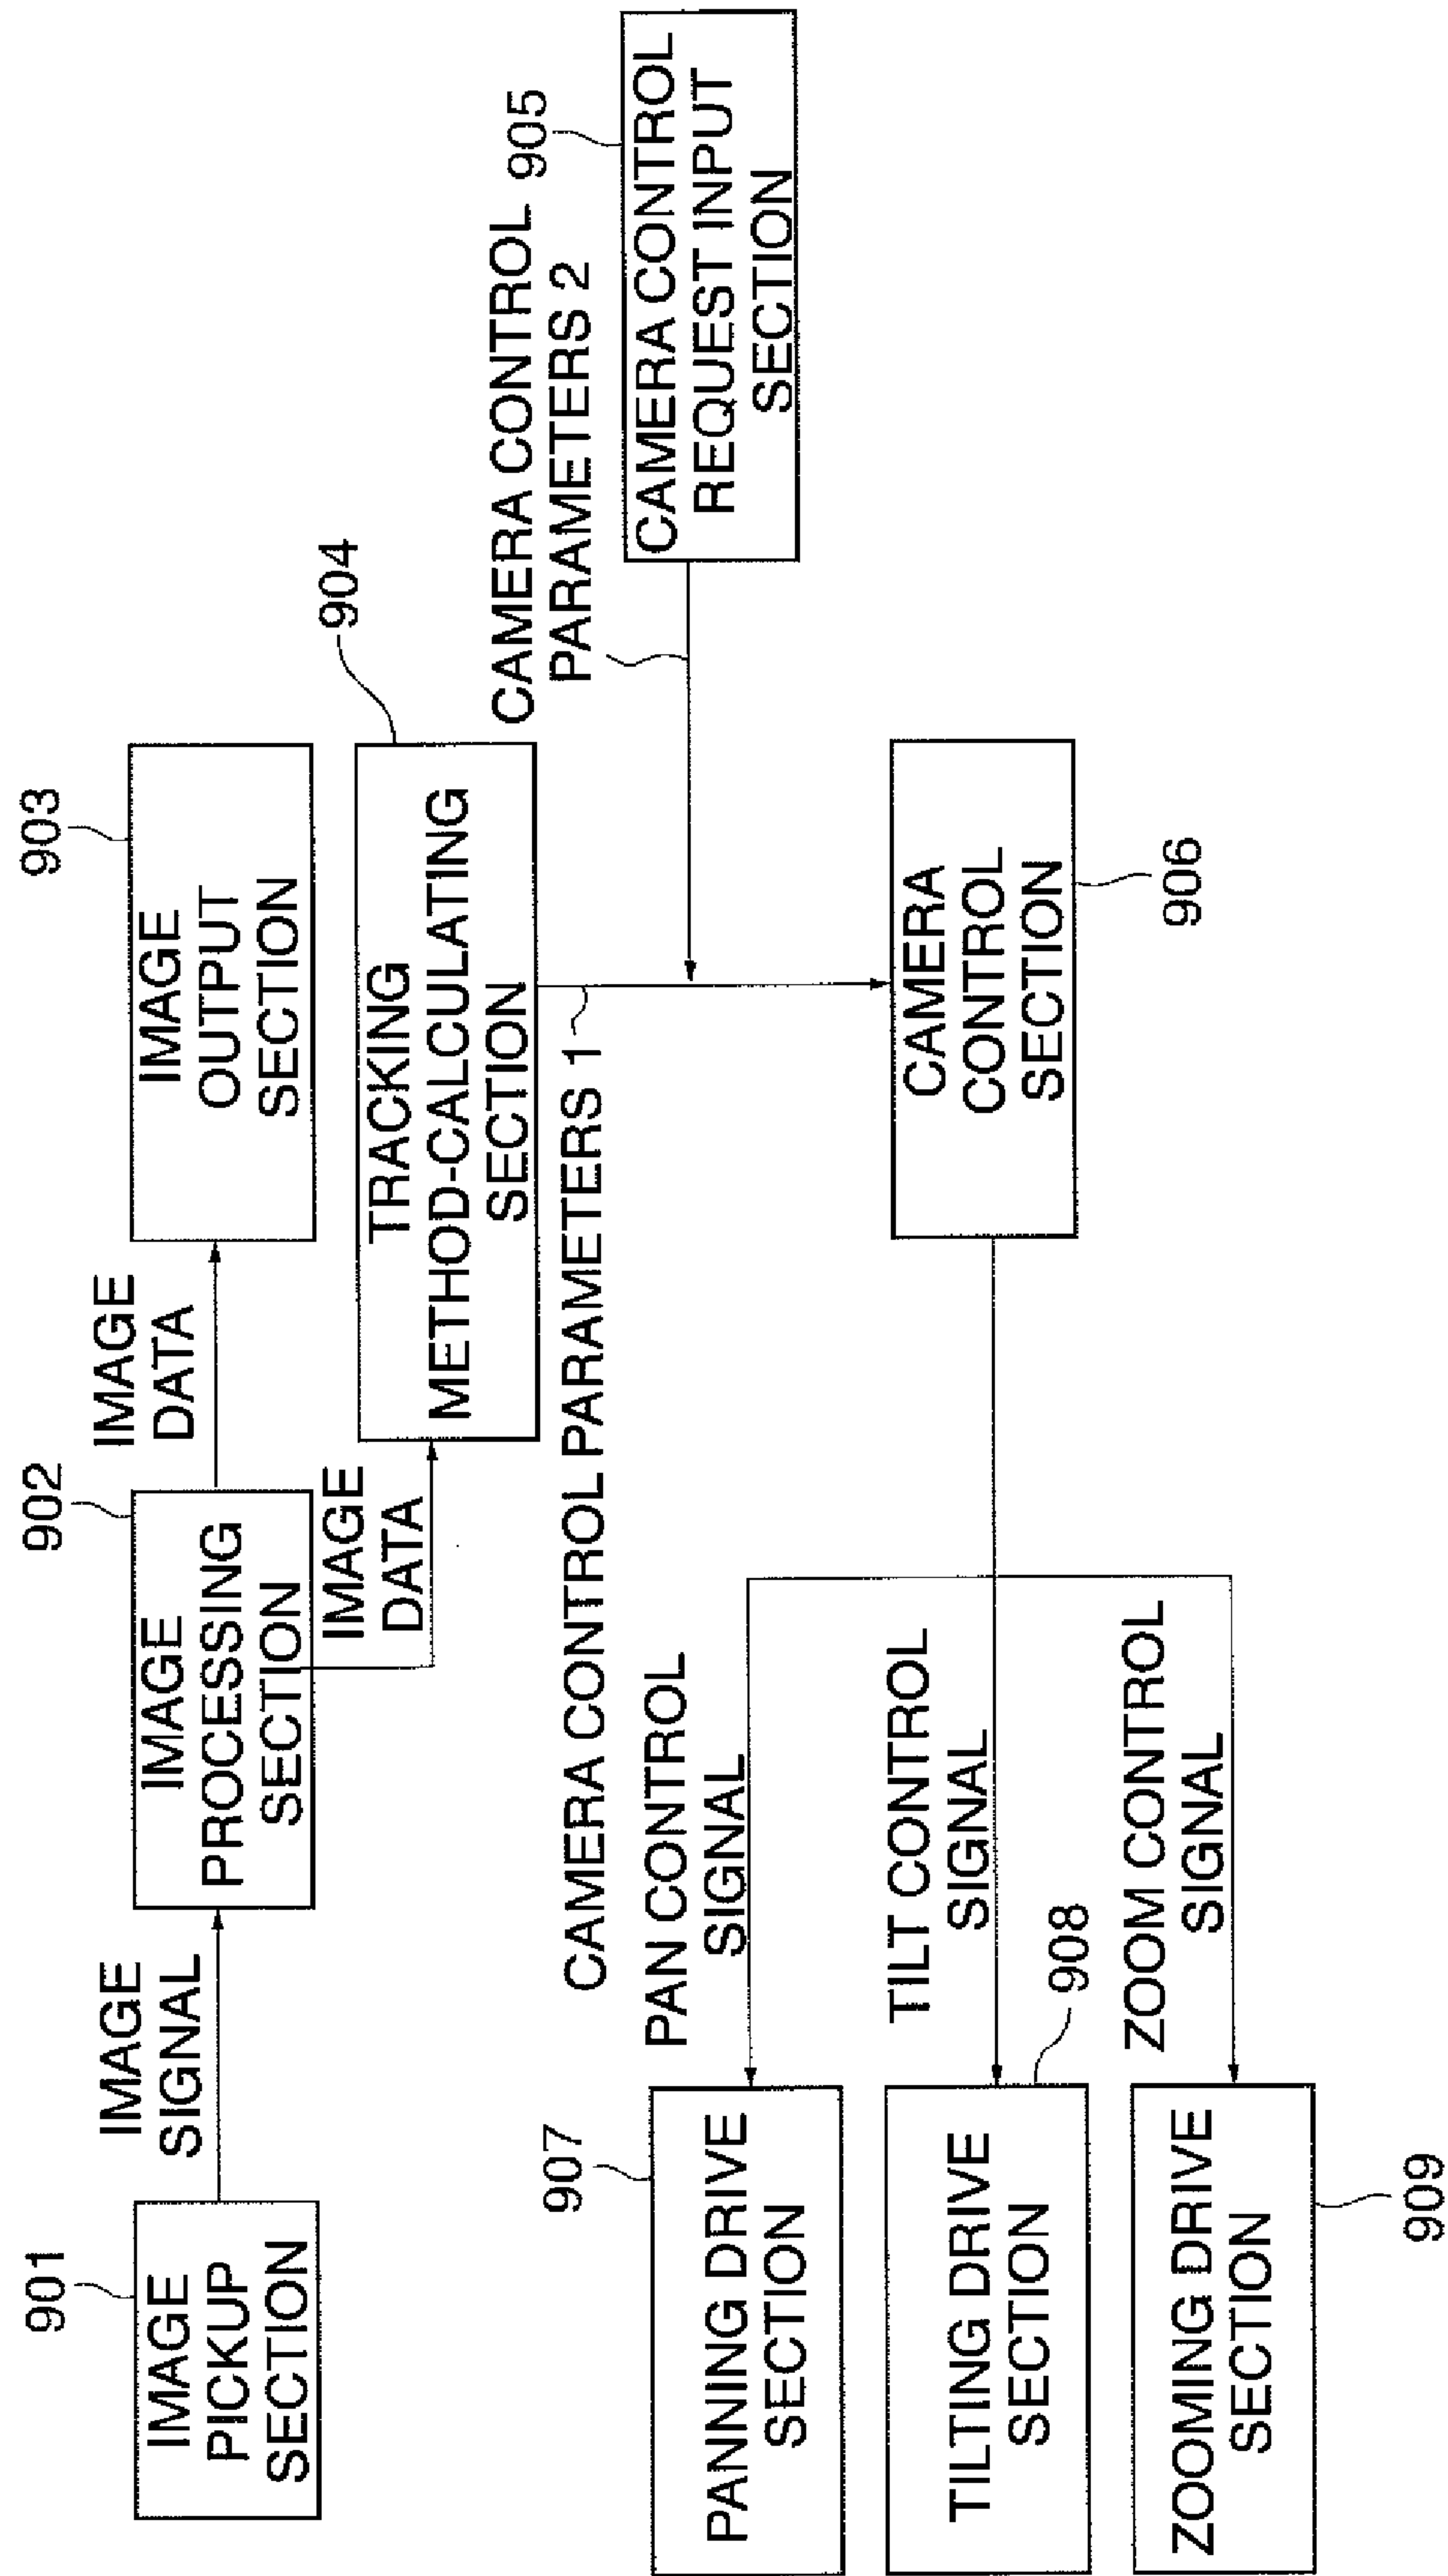 901
IMAGE
PICKUP
SECTION
IMAGE
SIGNAL
902
IMAGE
PROCESSING
SECTION
IMAGE
DATA
903
IMAGE
OUTPUT
SECTION
IMAGE
DATA
904
TRACKING
METHOD-CALCULATING
SECTION
CAMERA CONTROL PARAMETERS 1
CAMERA CONTROL
PARAMETERS 2
905
CAMERA CONTROL
REQUEST INPUT
SECTION
CAMERA
CONTROL
SECTION
906
PAN CONTROL
SIGNAL
907
PANNING DRIVE
SECTION
TILT CONTROL
SIGNAL
908
TILTING DRIVE
SECTION
ZOOM CONTROL
SIGNAL
ZOOMING DRIVE
SECTION
909